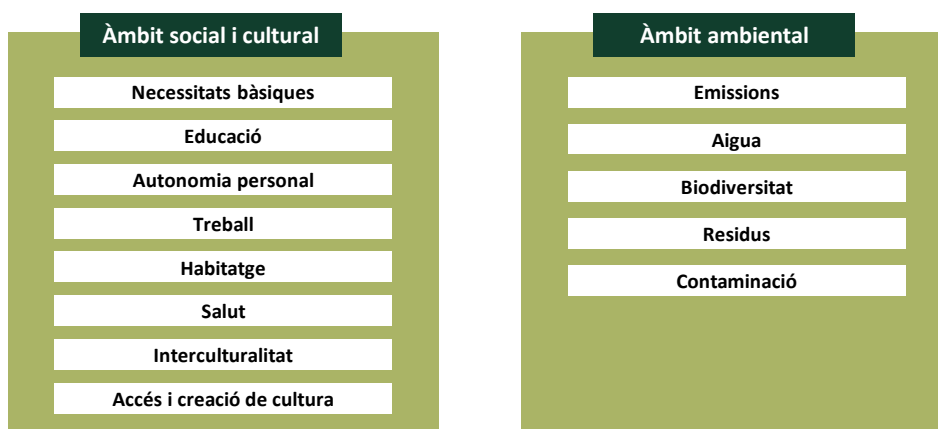 Àmbit social i cultural
Necessitats bàsiques
Educació
Autonomia personal
Treball
Habitatge
Salut
Interculturalitat
Accés i creació de cultura
Àmbit ambiental
Emissions
Aigua
Biodiversitat
Residus
Contaminació